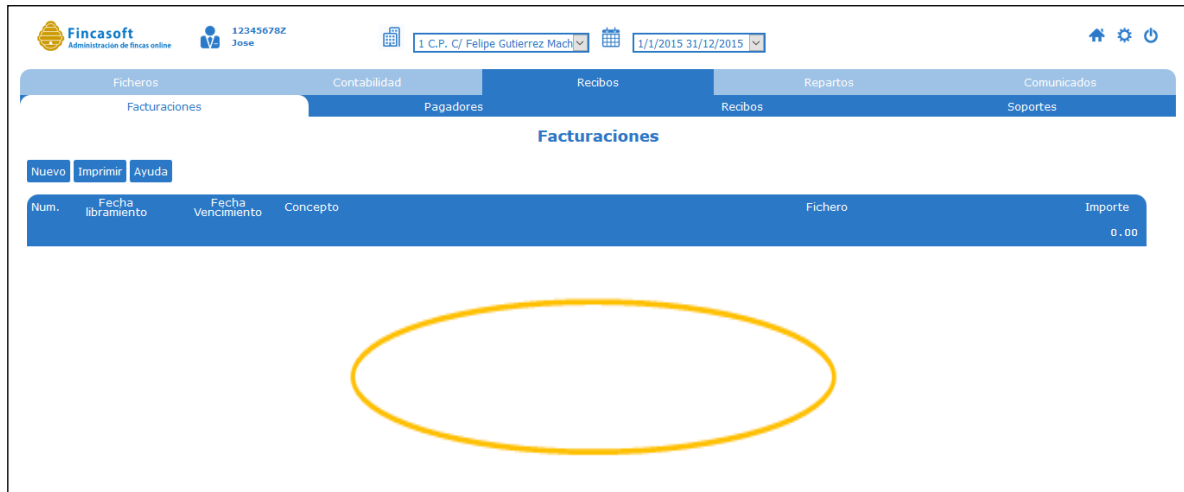 Fincasoft
Administración de fincas online
12345678Z
Jose
1 C.P. C/ Felipe Gutierrez Mach
1/1/2015 31/12/2015
Ficheros Contabilidad Recibos Repartos Comunicados
Facturaciones Pagadores Recibos Soportes
Facturaciones
Nuevo Imprimir Ayuda
Num. Fecha libramiento Fecha Vencimiento Concepto Fichero Importe
0.00